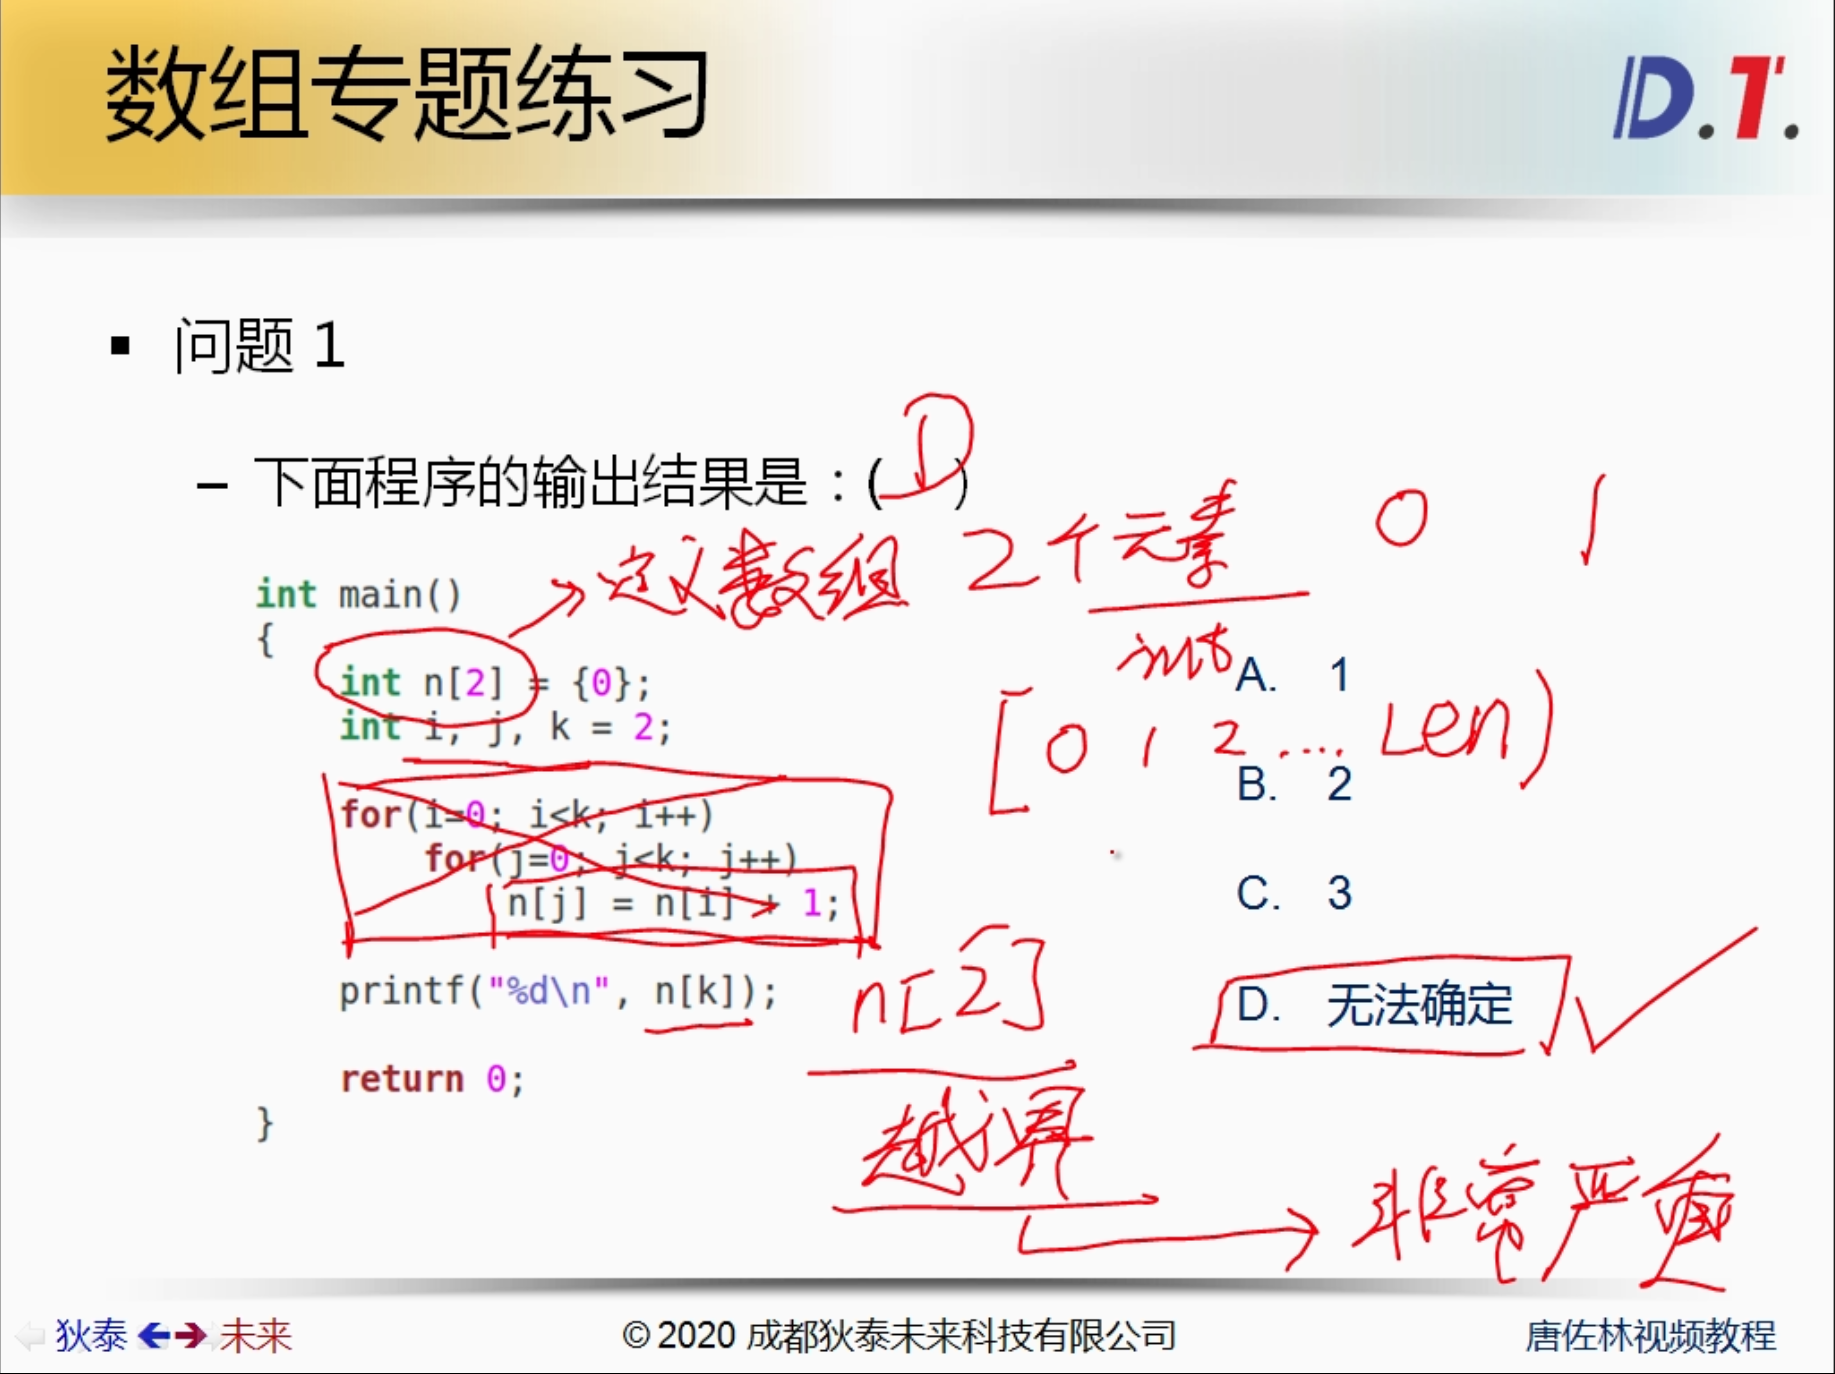 数组专题练习
D.T.
▪ 问题 1
– 下面程序的输出结果是：( D )
定义数组 2个元素 0 1
int
int main()
{
int n[2] = {0};
int i, j, k = 2;
for(i=0; i<k; i++)
for(j=0; j<k; j++)
n[j] = n[i] + 1;
printf("%d\n", n[k]);
return 0;
}
A. 1
[0 1 2 .... Len)
B. 2
C. 3
D. 无法确定
n[2]
越界
非常严重
狄泰 未来
© 2020 成都狄泰未来科技有限公司
唐佐林视频教程